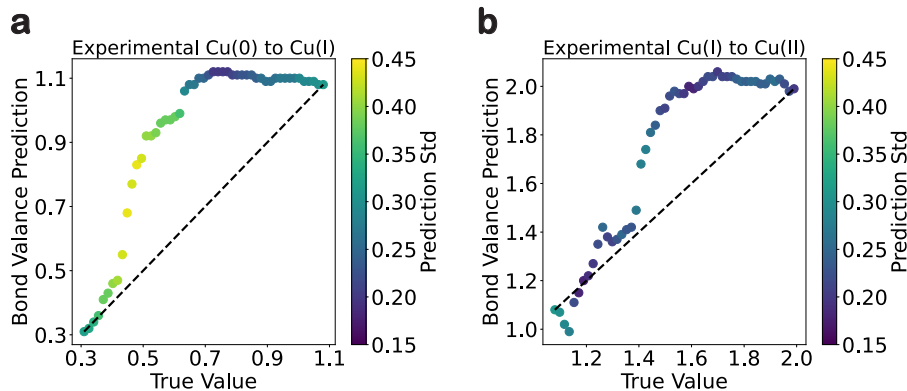 a
Experimental Cu(0) to Cu(I)
Bond Valance Prediction
1.1
0.9
0.7
0.5
0.3
0.3 0.5 0.7 0.9 1.1
True Value
0.45
0.40
0.35
0.30
0.25
0.20
0.15
Prediction Std
b
Experimental Cu(I) to Cu(II)
Bond Valance Prediction
2.0
1.8
1.6
1.4
1.2
1.0
1.2 1.4 1.6 1.8 2.0
True Value
0.45
0.40
0.35
0.30
0.25
0.20
0.15
Prediction Std